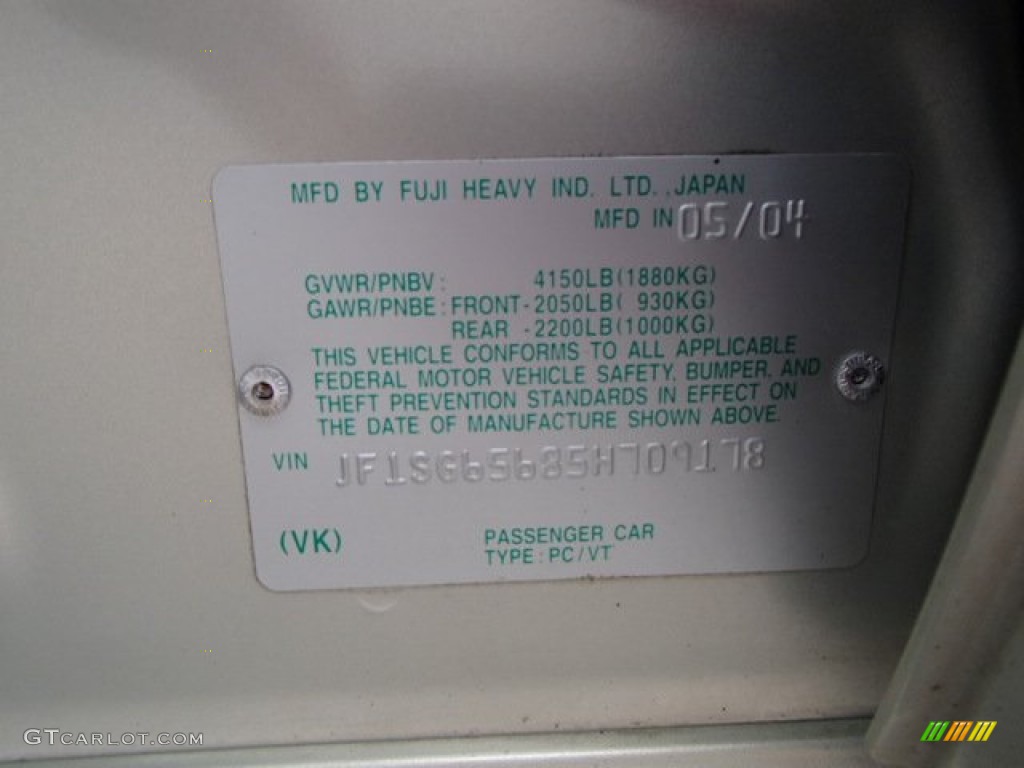 MFD BY FUJI HEAVY IND. LTD., JAPAN
MFD IN 05/04
GVWR/PNBV: 4150LB(1880KG)
GAWR/PNBE: FRONT-2050LB( 930KG)
REAR -2200LB(1000KG)
THIS VEHICLE CONFORMS TO ALL APPLICABLE
FEDERAL MOTOR VEHICLE SAFETY, BUMPER, AND
THEFT PREVENTION STANDARDS IN EFFECT ON
THE DATE OF MANUFACTURE SHOWN ABOVE.
VIN JF1SG65685H709178
(VK) PASSENGER CAR
TYPE: PC/VT
GTCARLOT.COM